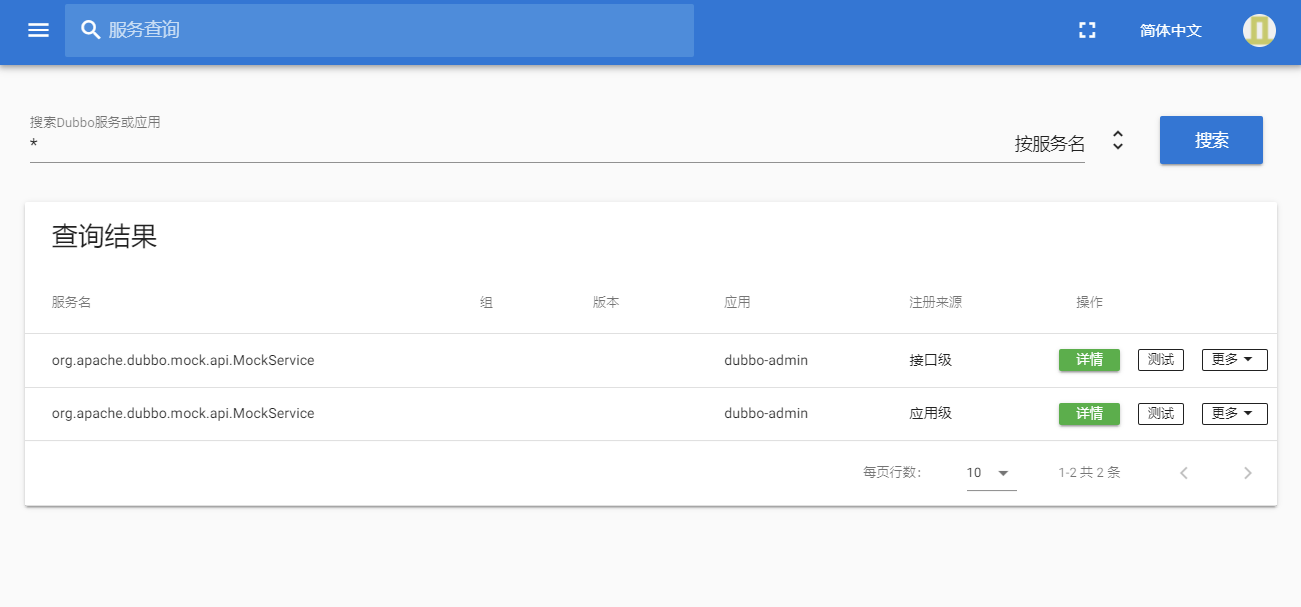 服务查询 简体中文
搜索Dubbo服务或应用
* 按服务名 搜索
查询结果
服务名 组 版本 应用 注册来源 操作
org.apache.dubbo.mock.api.MockService dubbo-admin 接口级 详情 测试 更多
org.apache.dubbo.mock.api.MockService dubbo-admin 应用级 详情 测试 更多
每页行数: 10 1-2 共 2 条